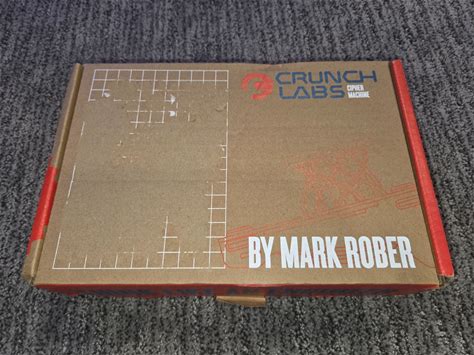 CRUNCH
LABS
CIPHER
MACHINE
BY MARK ROBER